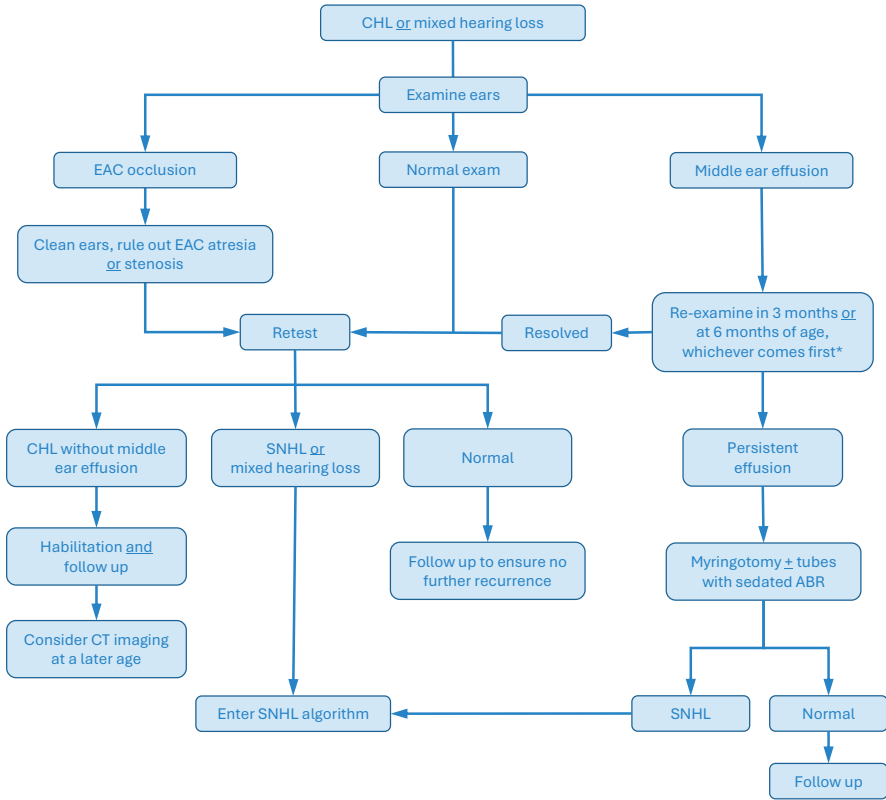 CHL or mixed hearing loss
Examine ears
EAC occlusion
Normal exam
Middle ear effusion
Clean ears, rule out EAC atresia
or stenosis
Re-examine in 3 months or
at 6 months of age,
whichever comes first*
Retest
Resolved
CHL without middle
ear effusion
SNHL or
mixed hearing loss
Normal
Persistent
effusion
Habilitation and
follow up
Follow up to ensure no
further recurrence
Myringotomy ± tubes
with sedated ABR
Consider CT imaging
at a later age
Enter SNHL algorithm
SNHL
Normal
Follow up